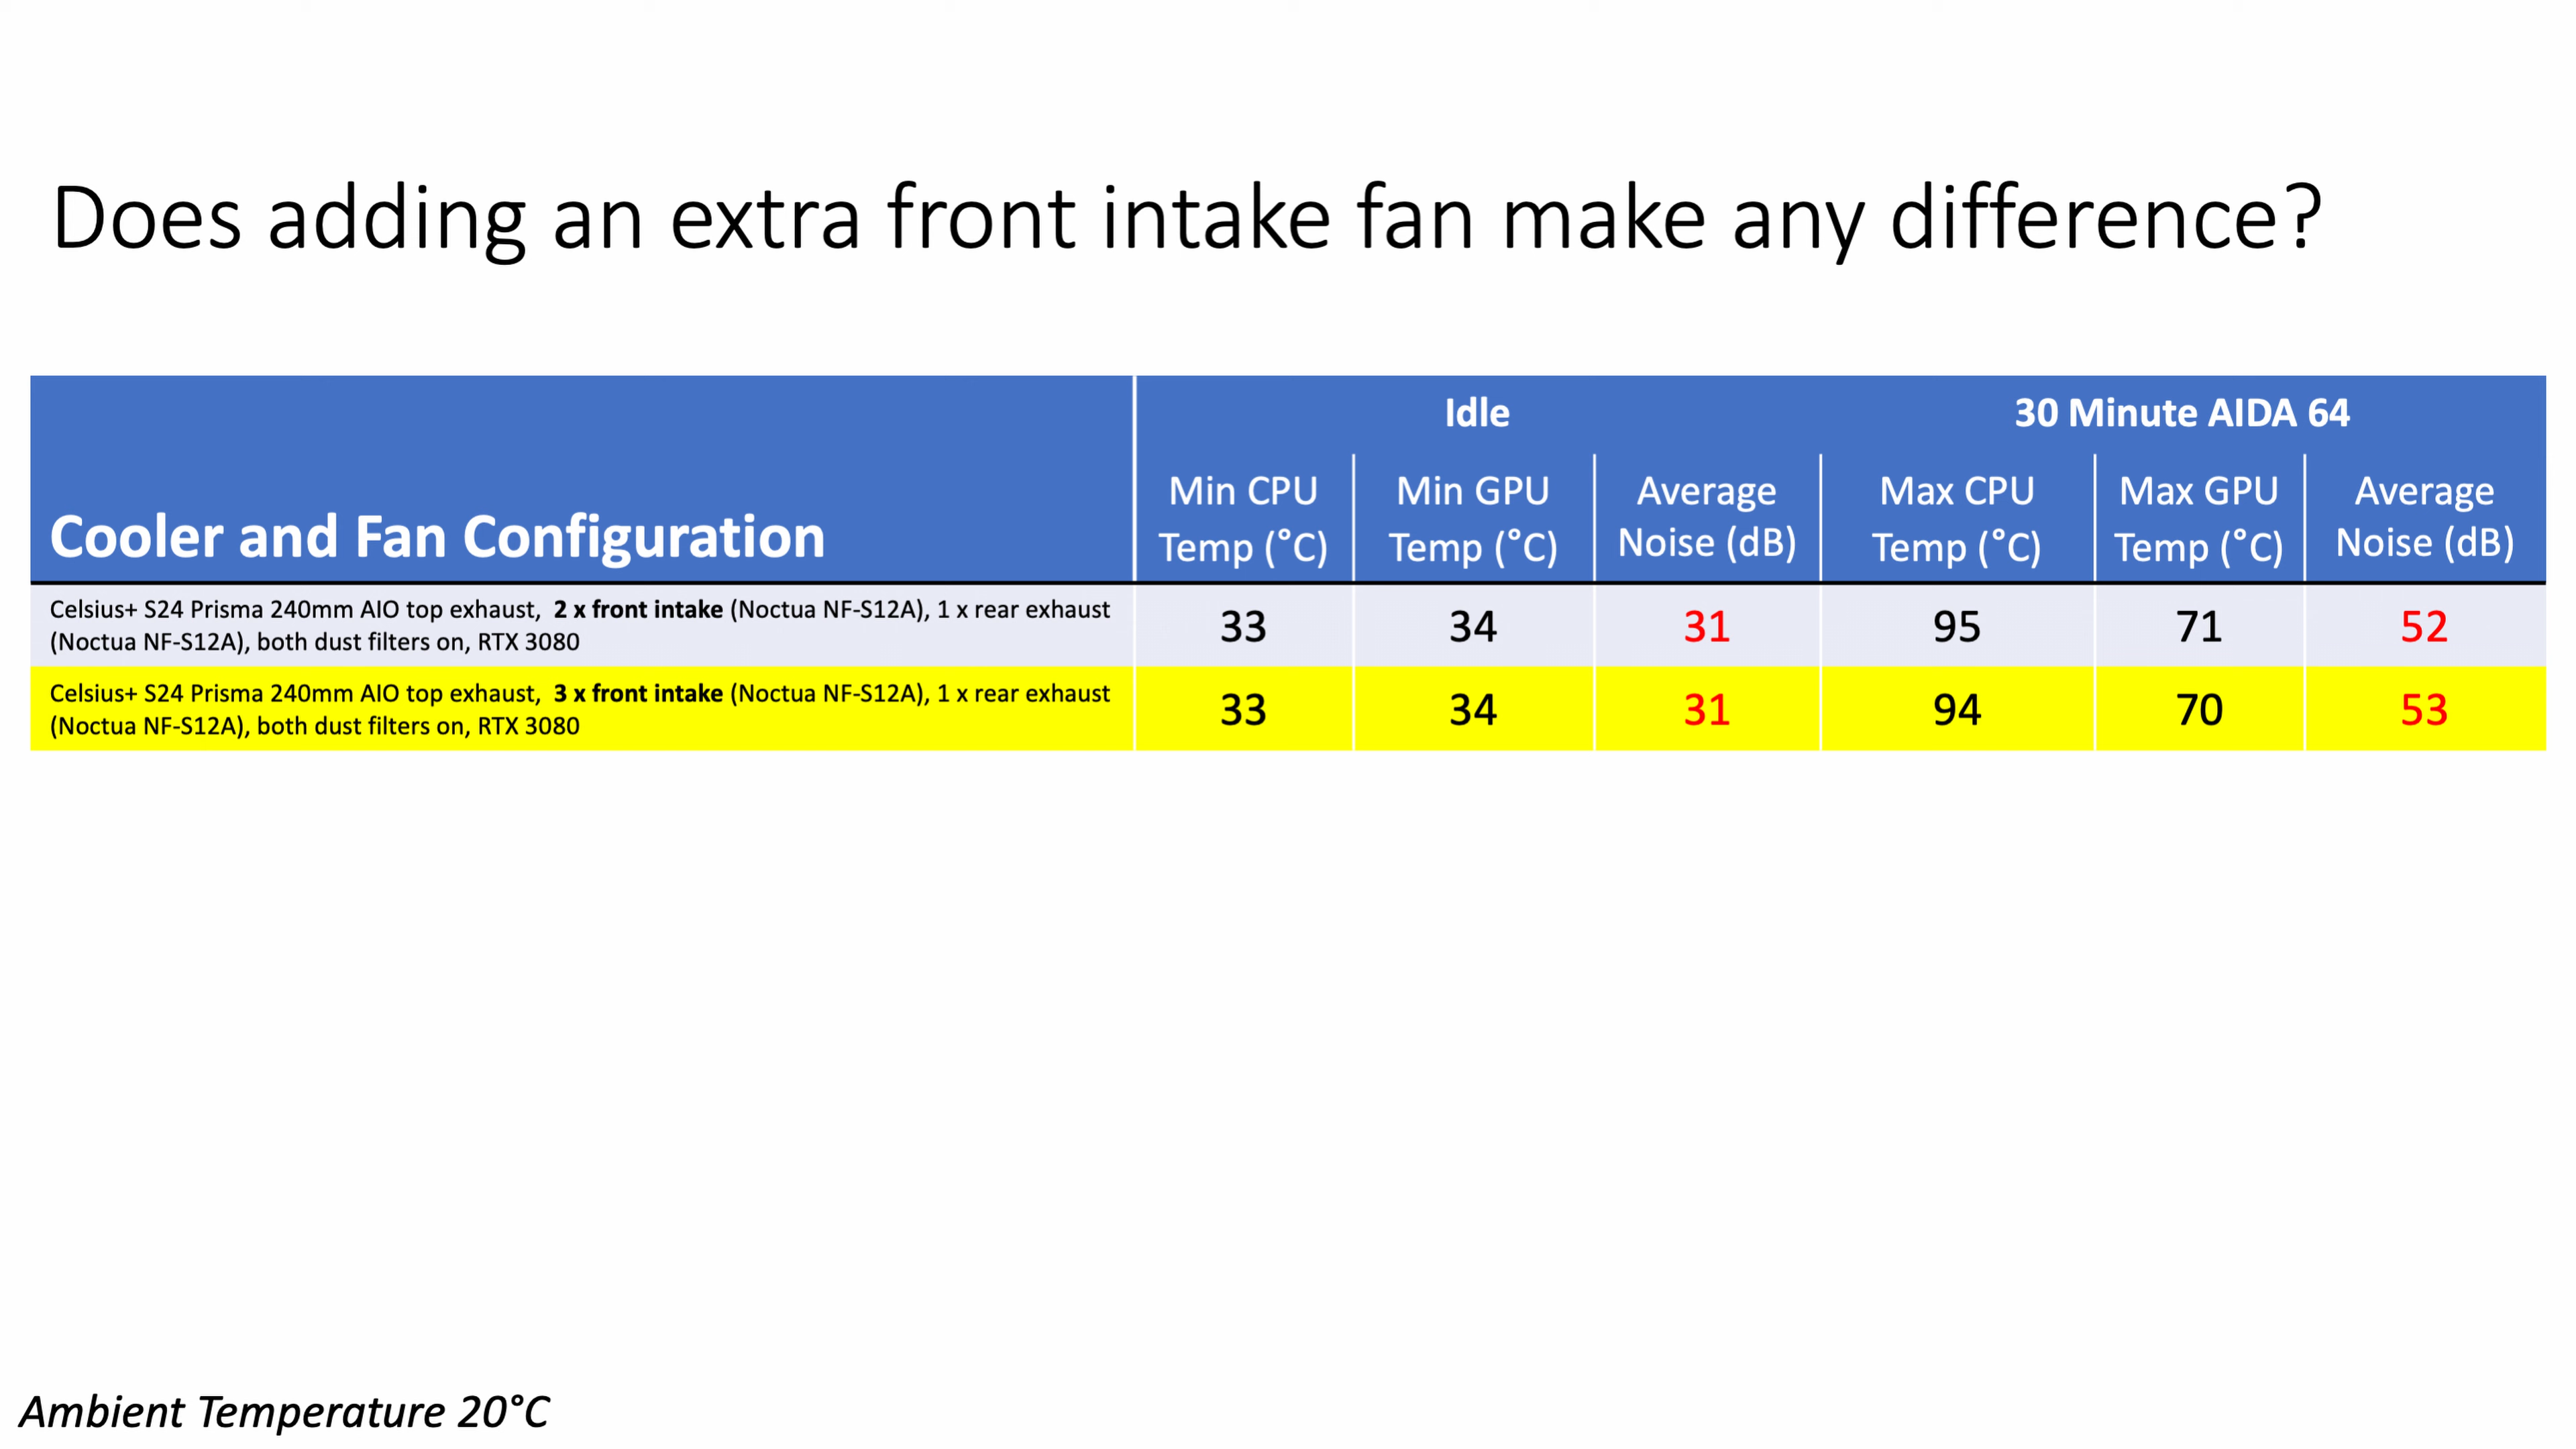 Does adding an extra front intake fan make any difference?
Idle
30 Minute AIDA 64
Cooler and Fan Configuration
Min CPU
Temp (°C)
Min GPU
Temp (°C)
Average
Noise (dB)
Max CPU
Temp (°C)
Max GPU
Temp (°C)
Average
Noise (dB)
Celsius+ S24 Prisma 240mm AIO top exhaust, 2 x front intake (Noctua NF-S12A), 1 x rear exhaust
(Noctua NF-S12A), both dust filters on, RTX 3080
33
34
31
95
71
52
Celsius+ S24 Prisma 240mm AIO top exhaust, 3 x front intake (Noctua NF-S12A), 1 x rear exhaust
(Noctua NF-S12A), both dust filters on, RTX 3080
33
34
31
94
70
53
Ambient Temperature 20°C